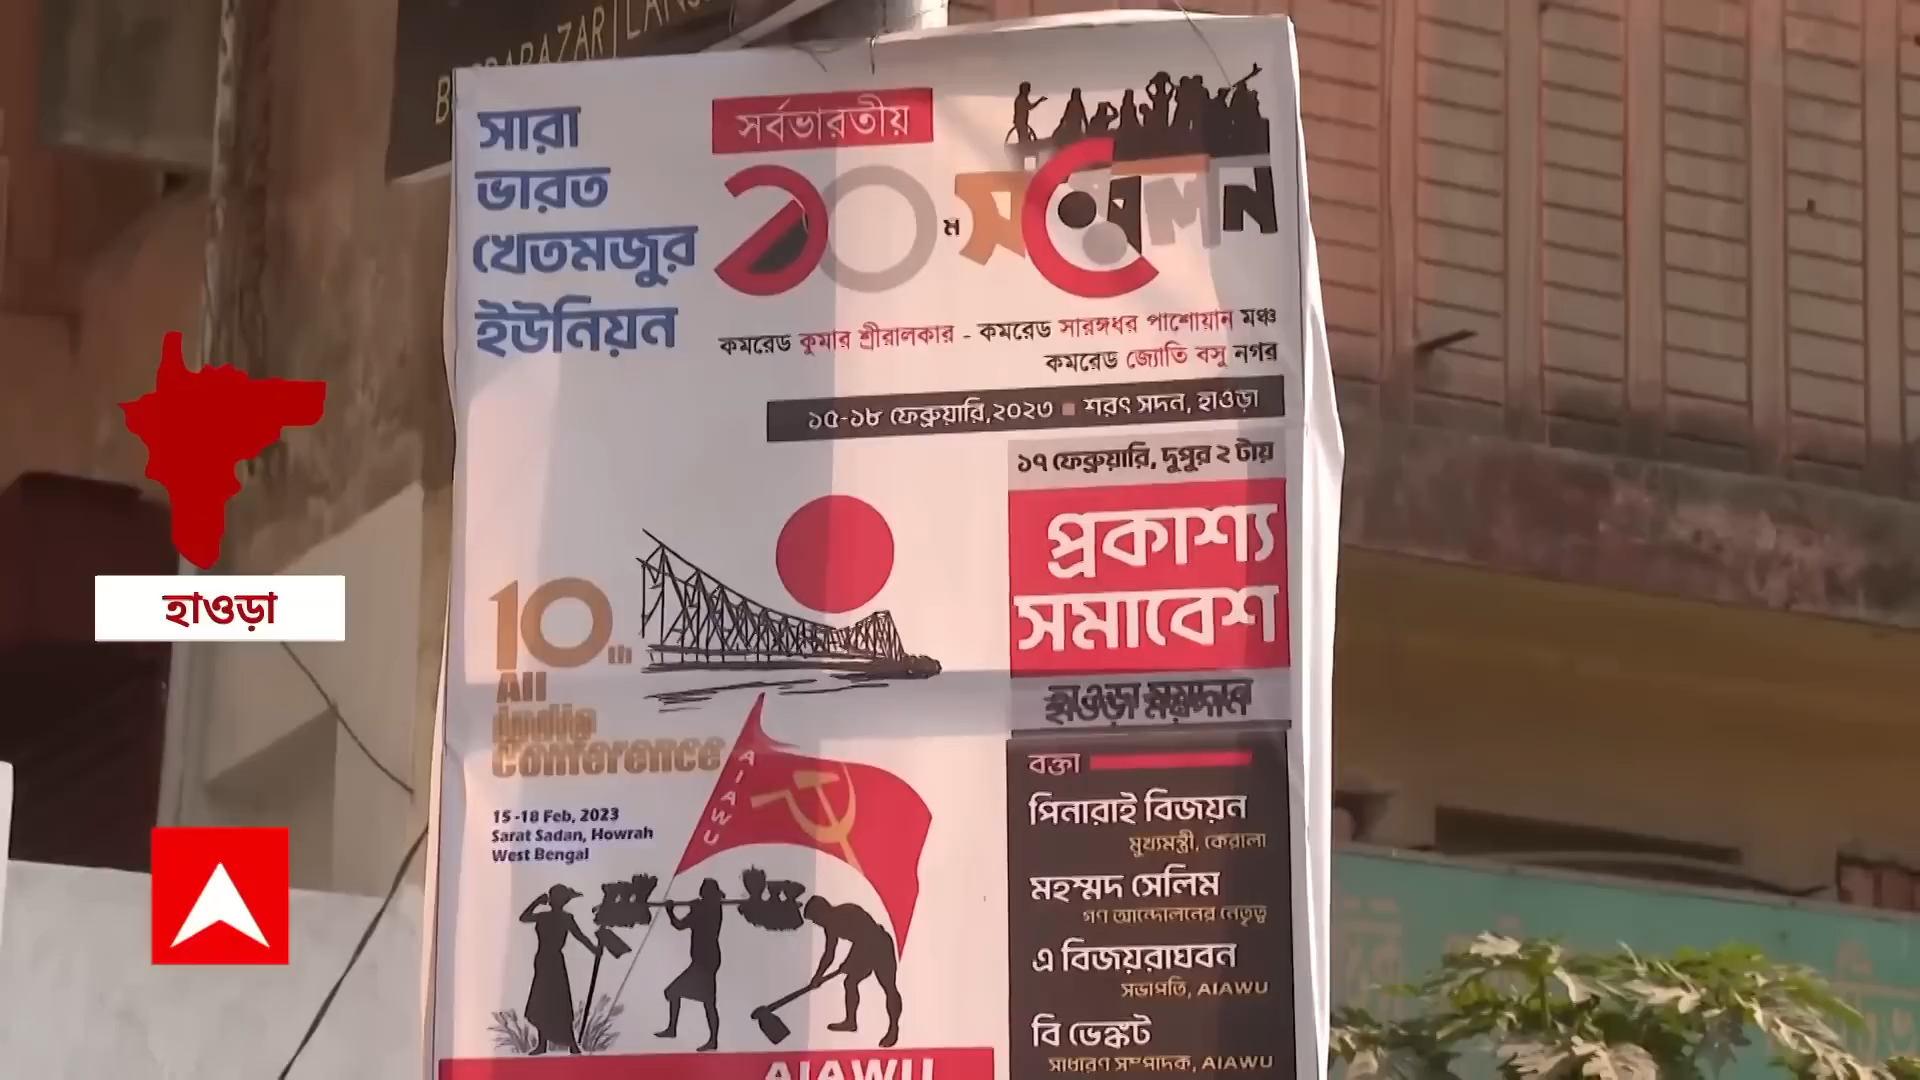 সারা
ভারত
খেতমজুর
ইউনিয়ন
সর্বভারতীয়
১০ম সম্মেলন
কমরেড কুমার শ্রীরালকার - কমরেড সারঙ্গধর পাশোয়ান মঞ্চ
কমরেড জ্যোতি বসু নগর
১৫-১৮ ফেব্রুয়ারি,২০২৩ ▪ শরৎ সদন, হাওড়া
১৭ ফেব্রুয়ারি, দুপুর ২ টায়
প্রকাশ্য
সমাবেশ
হাওড়া ময়দান
হাওড়া
10th
All
India
Conference
15-18 Feb, 2023
Sarat Sadan, Howrah
West Bengal
AIAWU
বক্তা
পিনারাই বিজয়ন
মুখ্যমন্ত্রী, কেরালা
মহম্মদ সেলিম
গণ আন্দোলনের নেতৃত্ব
এ বিজয়রাঘবন
সভাপতি, AIAWU
বি ভেঙ্কট
সাধারণ সম্পাদক, AIAWU
AIAWU